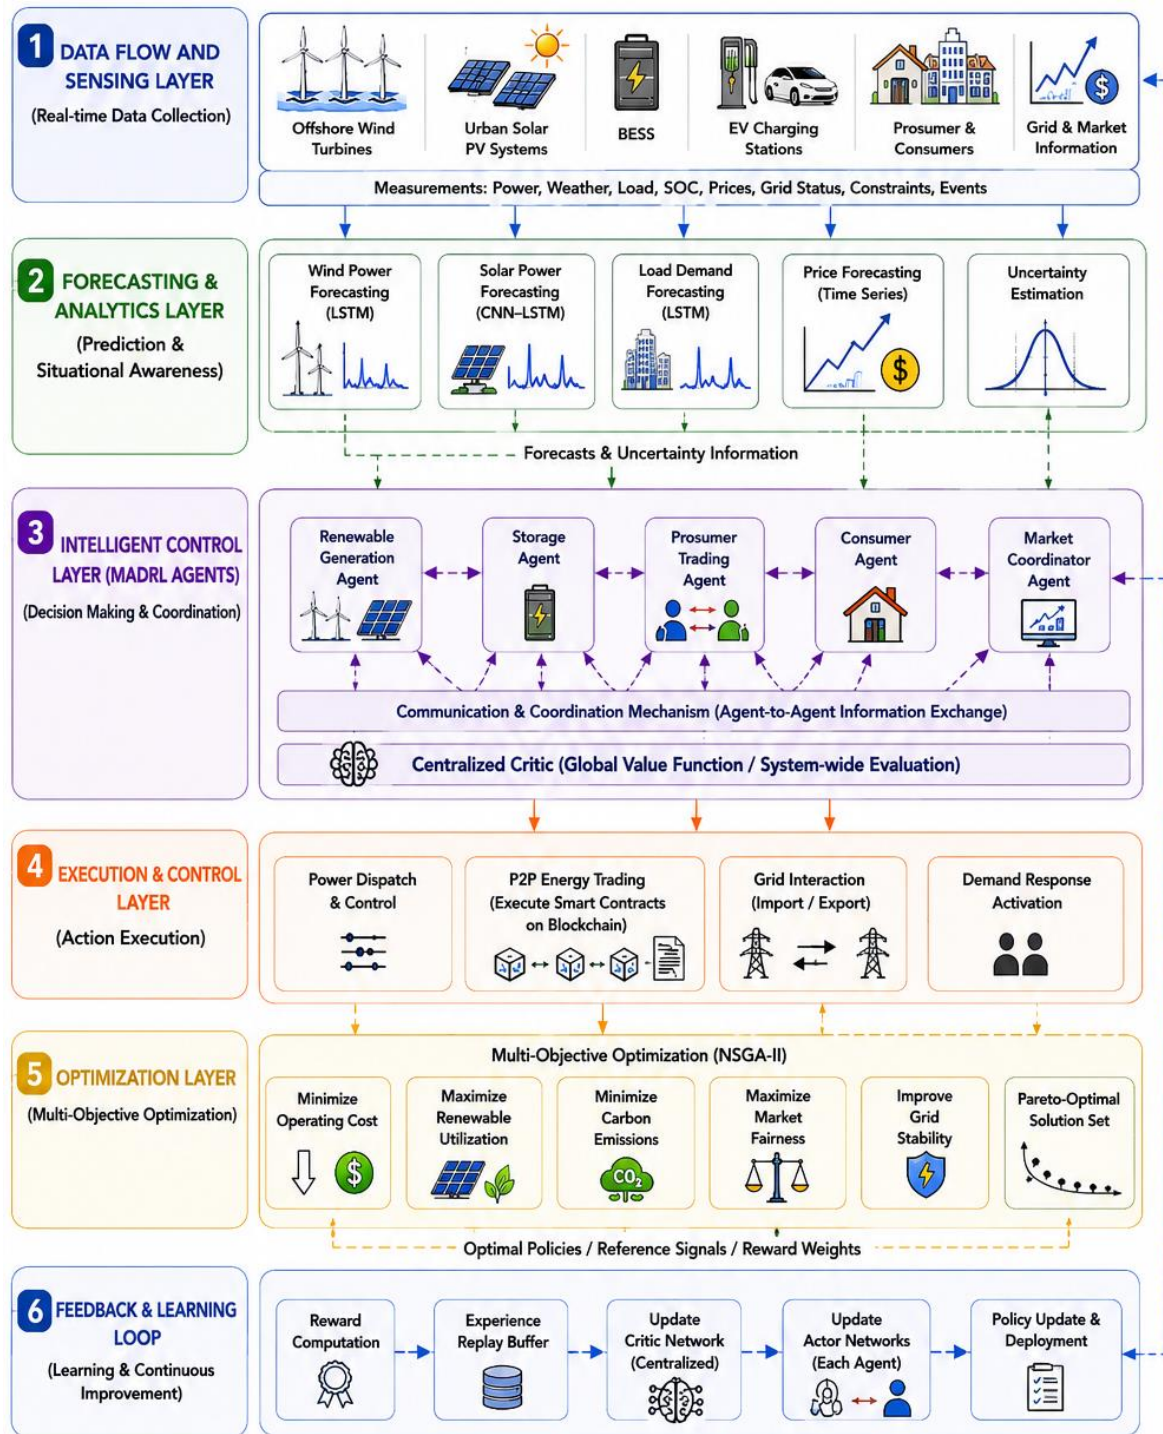 1
DATA FLOW AND
SENSING LAYER
(Real-time Data Collection)
Offshore Wind
Turbines
Urban Solar
PV Systems
BESS
EV Charging
Stations
Prosumer &
Consumers
Grid & Market
Information
Measurements: Power, Weather, Load, SOC, Prices, Grid Status, Constraints, Events
2
FORECASTING &
ANALYTICS LAYER
(Prediction &
Situational Awareness)
Wind Power
Forecasting
(LSTM)
Solar Power
Forecasting
(CNN–LSTM)
Load Demand
Forecasting
(LSTM)
Price Forecasting
(Time Series)
$
Uncertainty
Estimation
Forecasts & Uncertainty Information
3
INTELLIGENT CONTROL
LAYER (MADRL AGENTS)
(Decision Making & Coordination)
Renewable
Generation
Agent
Storage
Agent
Prosumer
Trading
Agent
Consumer
Agent
Market
Coordinator
Agent
Communication & Coordination Mechanism (Agent-to-Agent Information Exchange)
Centralized Critic (Global Value Function / System-wide Evaluation)
4
EXECUTION & CONTROL
LAYER
(Action Execution)
Power Dispatch
& Control
P2P Energy Trading
(Execute Smart Contracts
on Blockchain)
Grid Interaction
(Import / Export)
Demand Response
Activation
5
OPTIMIZATION LAYER
(Multi-Objective Optimization)
Multi-Objective Optimization (NSGA-II)
Minimize
Operating Cost
$
Maximize
Renewable
Utilization
Minimize
Carbon
Emissions
CO₂
Maximize
Market
Fairness
Improve
Grid
Stability
Pareto-Optimal
Solution Set
Optimal Policies / Reference Signals / Reward Weights
6
FEEDBACK & LEARNING
LOOP
(Learning & Continuous
Improvement)
Reward
Computation
Experience
Replay Buffer
Update
Critic Network
(Centralized)
Update
Actor Networks
(Each Agent)
Policy Update &
Deployment